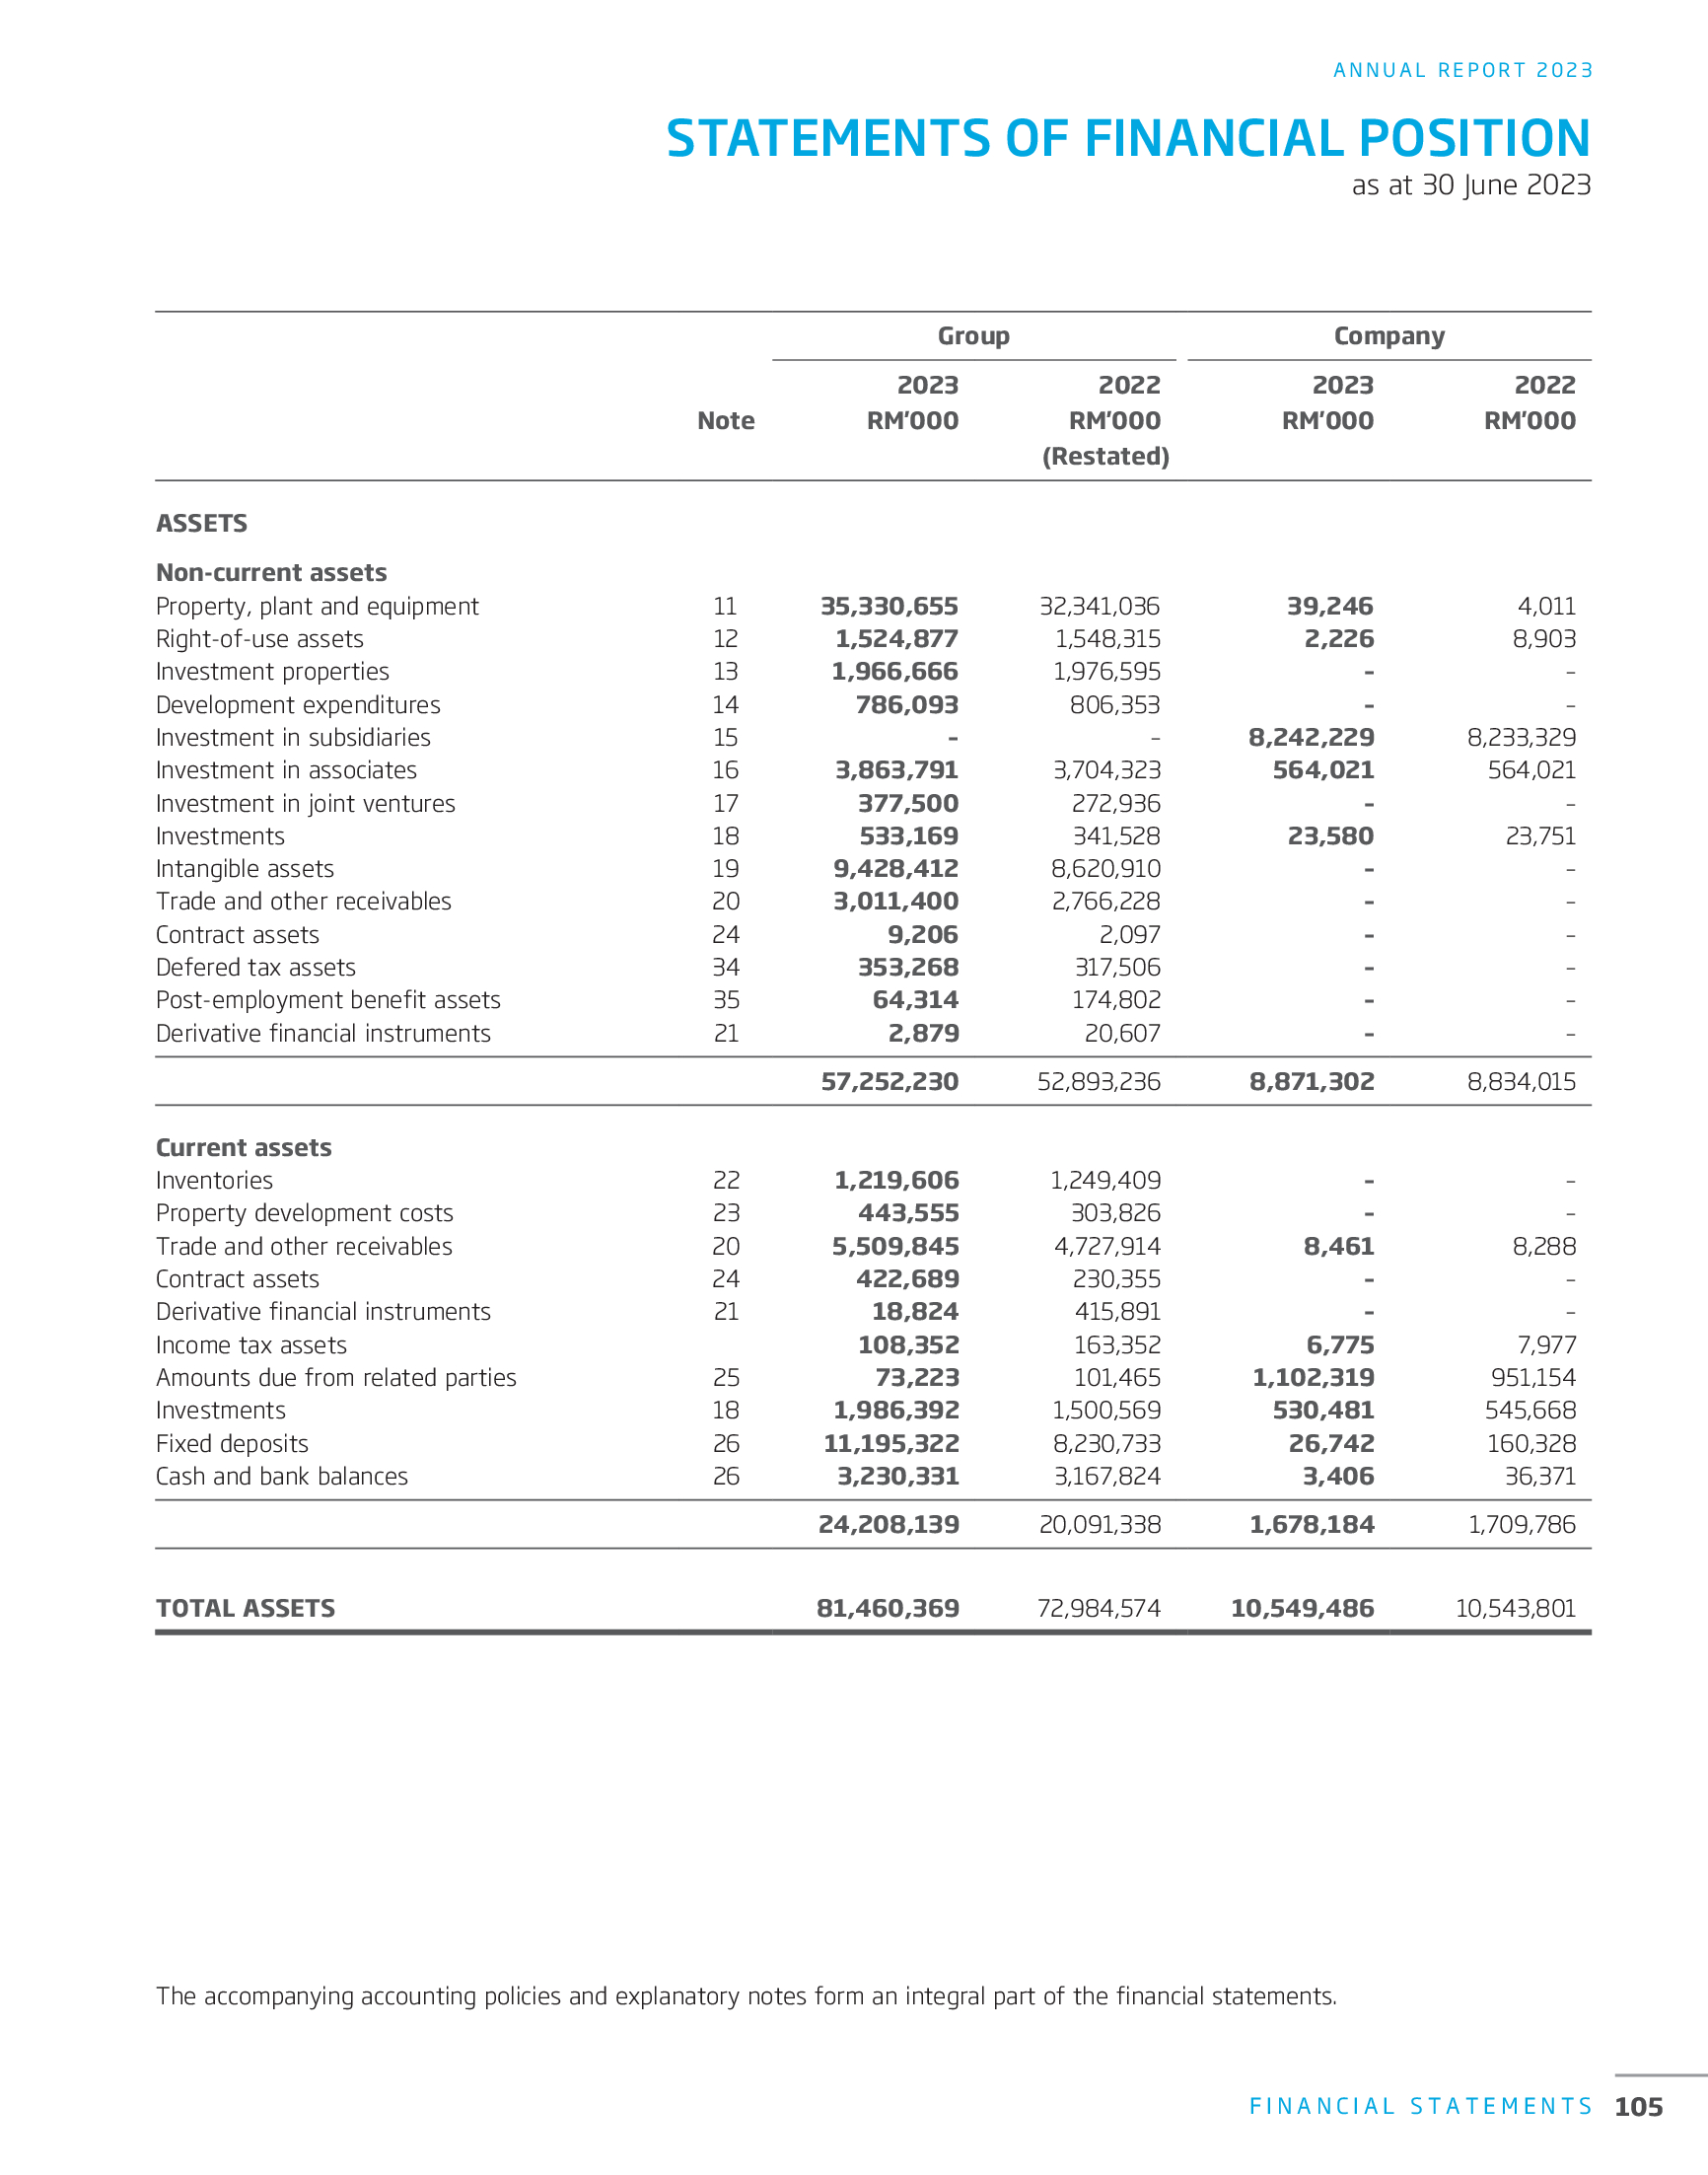 ANNUAL REPORT 2023
STATEMENTS OF FINANCIAL POSITION
as at 30 June 2023
Group Company
2023 2022 2023 2022
Note RM'000 RM'000 RM'000 RM'000
(Restated)
ASSETS
Non-current assets
Property, plant and equipment 11 35,330,655 32,341,036 39,246 4,011
Right-of-use assets 12 1,524,877 1,548,315 2,226 8,903
Investment properties 13 1,966,666 1,976,595 – –
Development expenditures 14 786,093 806,353 – –
Investment in subsidiaries 15 – – 8,242,229 8,233,329
Investment in associates 16 3,863,791 3,704,323 564,021 564,021
Investment in joint ventures 17 377,500 272,936 – –
Investments 18 533,169 341,528 23,580 23,751
Intangible assets 19 9,428,412 8,620,910 – –
Trade and other receivables 20 3,011,400 2,766,228 – –
Contract assets 24 9,206 2,097 – –
Defered tax assets 34 353,268 317,506 – –
Post-employment benefit assets 35 64,314 174,802 – –
Derivative financial instruments 21 2,879 20,607 – –
57,252,230 52,893,236 8,871,302 8,834,015
Current assets
Inventories 22 1,219,606 1,249,409 – –
Property development costs 23 443,555 303,826 – –
Trade and other receivables 20 5,509,845 4,727,914 8,461 8,288
Contract assets 24 422,689 230,355 – –
Derivative financial instruments 21 18,824 415,891 – –
Income tax assets 108,352 163,352 6,775 7,977
Amounts due from related parties 25 73,223 101,465 1,102,319 951,154
Investments 18 1,986,392 1,500,569 530,481 545,668
Fixed deposits 26 11,195,322 8,230,733 26,742 160,328
Cash and bank balances 26 3,230,331 3,167,824 3,406 36,371
24,208,139 20,091,338 1,678,184 1,709,786
TOTAL ASSETS 81,460,369 72,984,574 10,549,486 10,543,801
The accompanying accounting policies and explanatory notes form an integral part of the financial statements.
FINANCIAL STATEMENTS 105